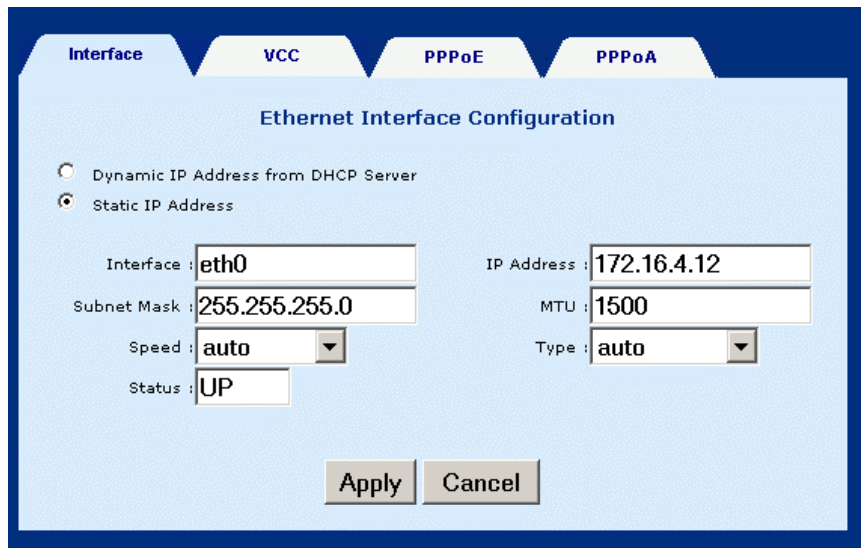 Interface VCC PPPoE PPPoA
Ethernet Interface Configuration
Dynamic IP Address from DHCP Server
Static IP Address
Interface : eth0 IP Address : 172.16.4.12
Subnet Mask : 255.255.255.0 MTU : 1500
Speed : auto Type : auto
Status : UP
Apply Cancel